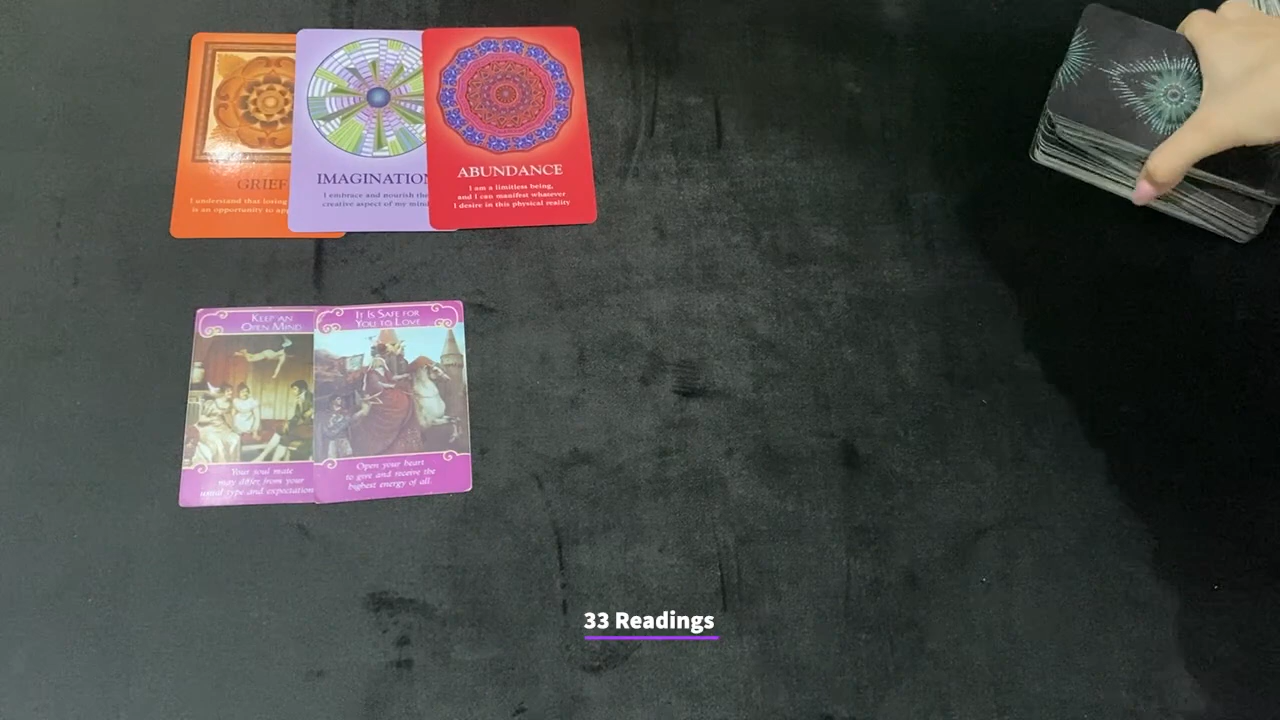 GRIEF
I understand that losing
is an opportunity to
IMAGINATION
I embrace and nourish the
creative aspect of my mind
ABUNDANCE
I am a limitless being,
and I can manifest whatever
I desire in this physical reality
KEEP AN
OPEN MIND
Your soul mate
may differ from your
usual type and expectation
IT IS SAFE FOR
YOU TO LOVE
Open your heart
to give and receive the
highest energy of all.
33 Readings